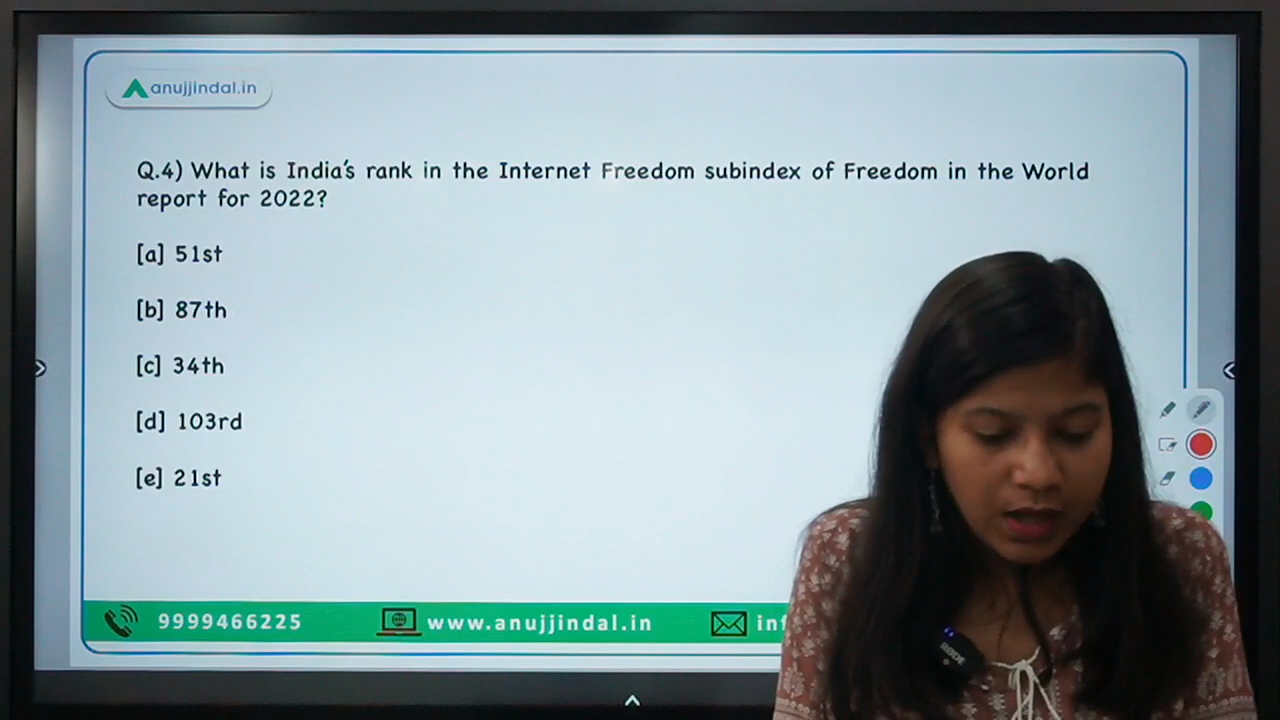 anujjindal.in
Q.4) What is India's rank in the Internet Freedom subindex of Freedom in the World
report for 2022?
[a] 51st
[b] 87th
[c] 34th
[d] 103rd
[e] 21st
9999466225
www.anujjindal.in